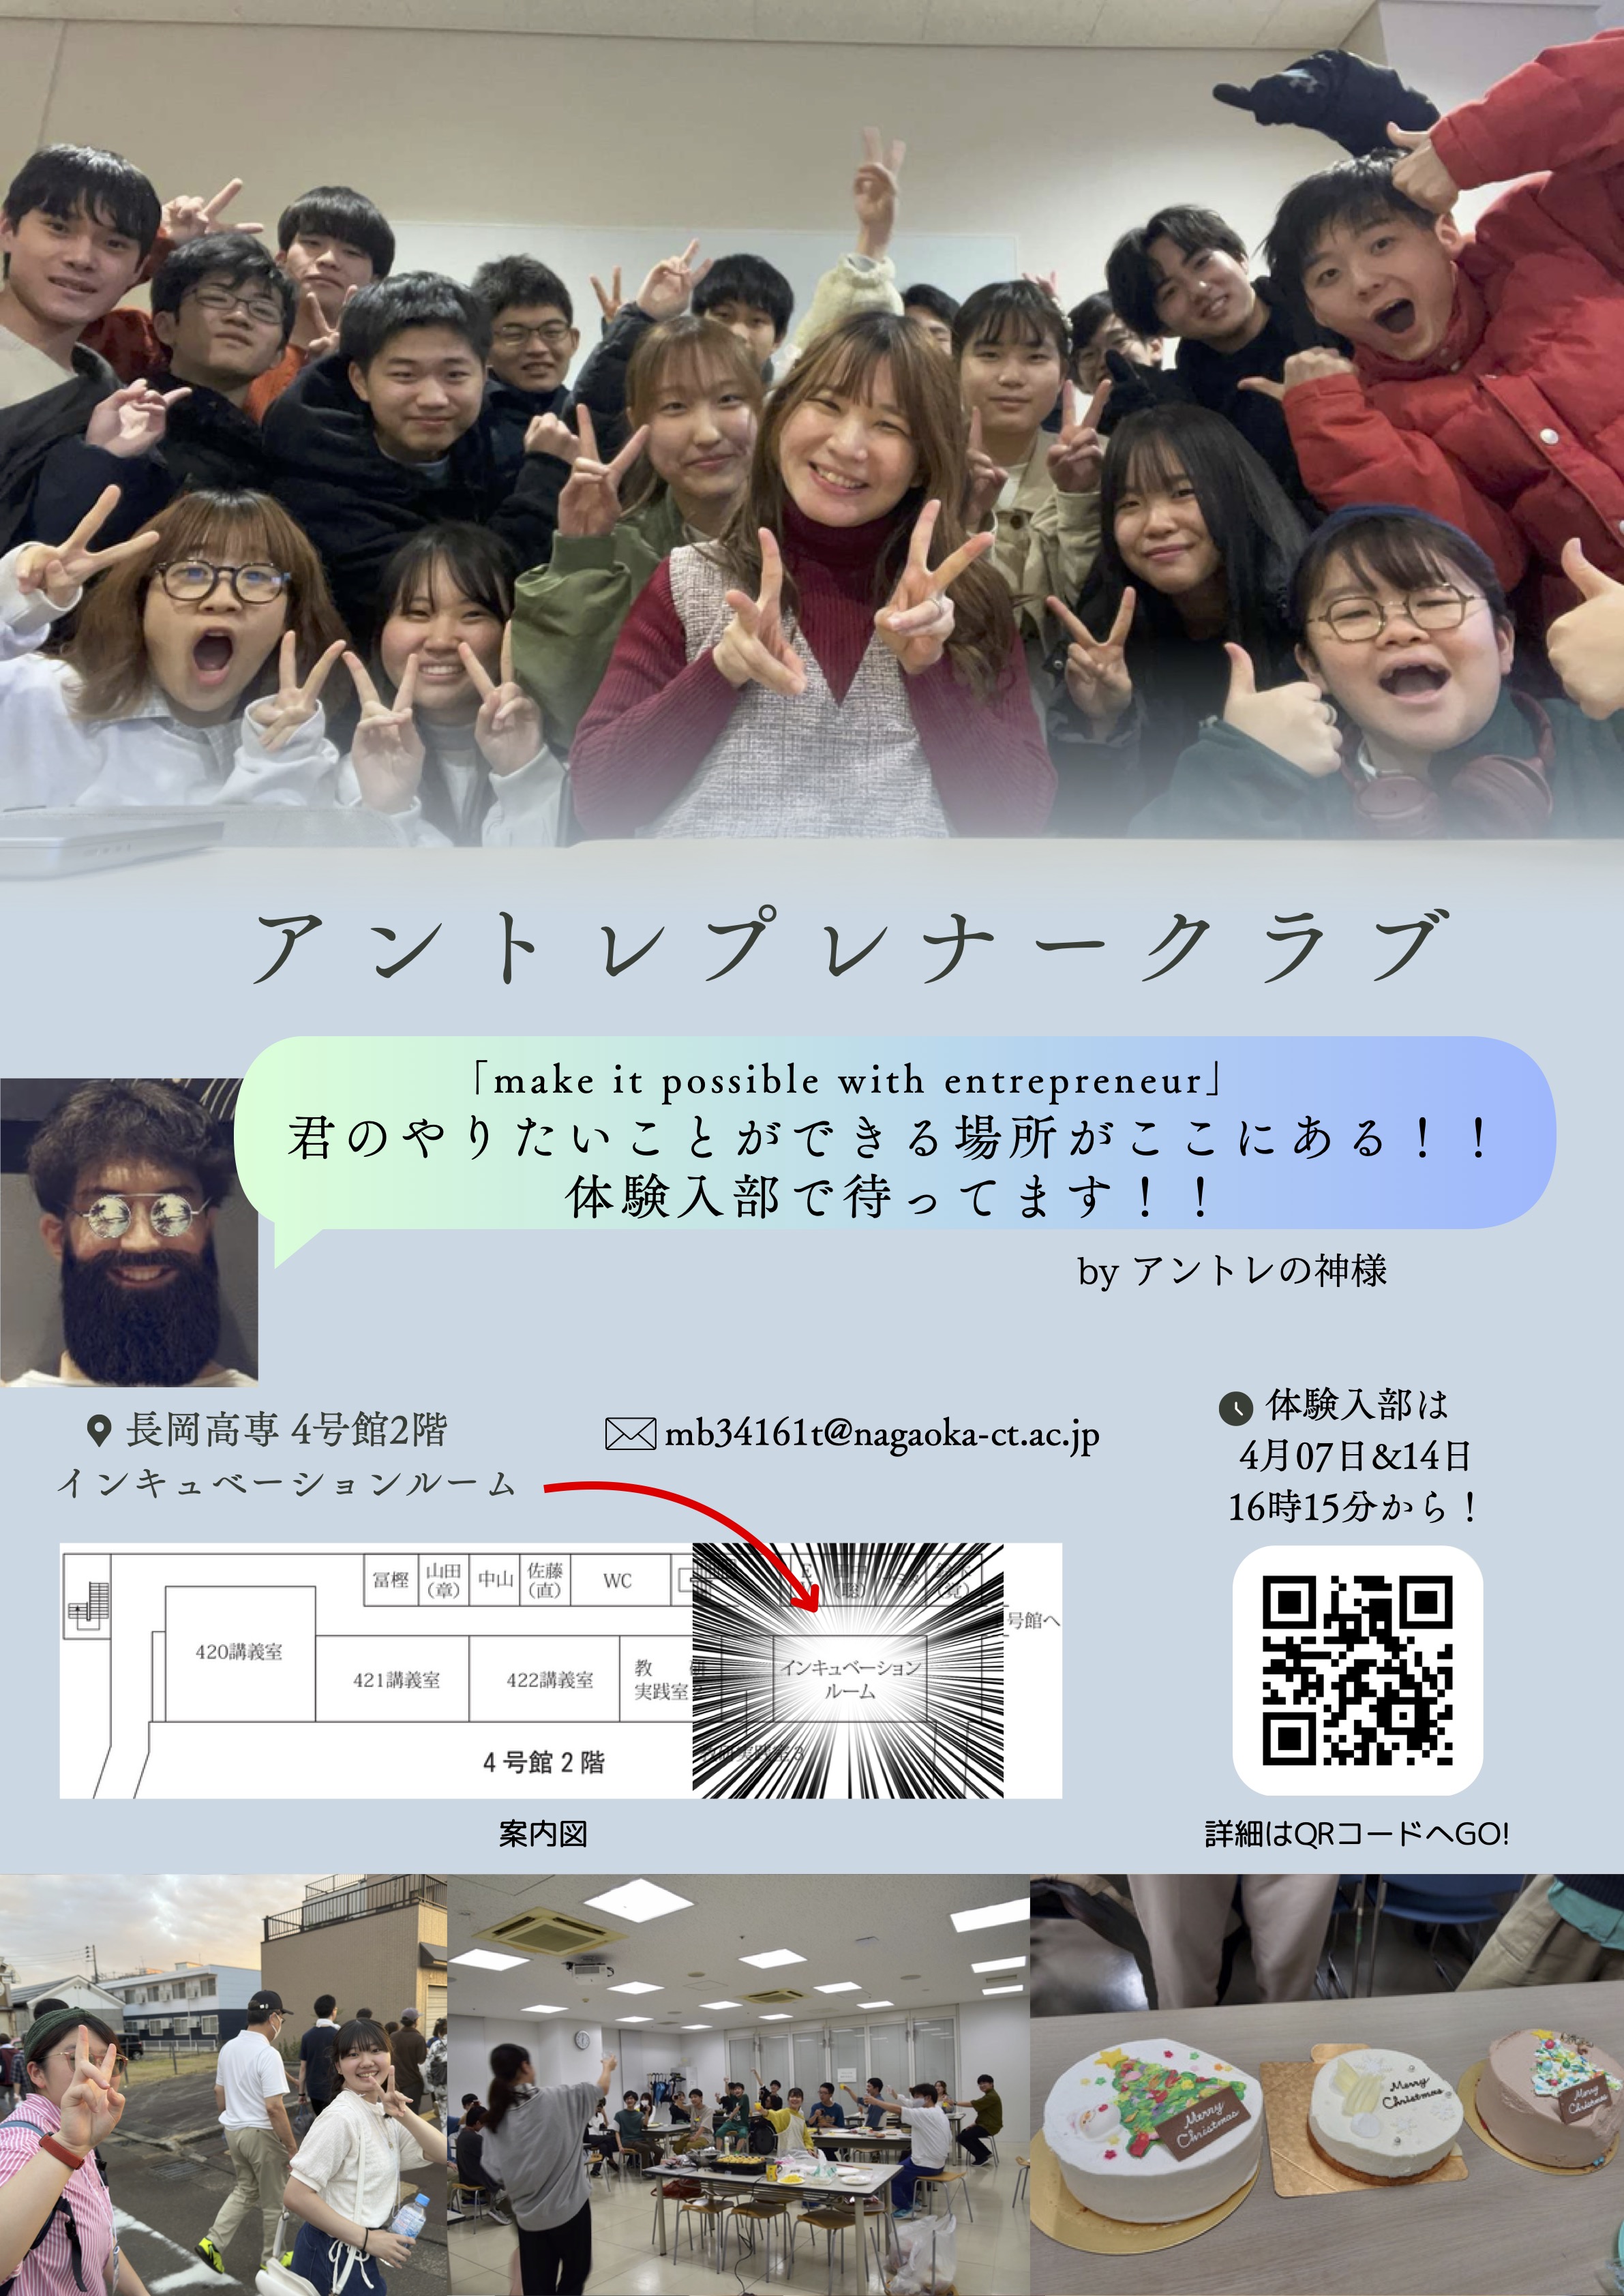 アントレプレナークラブ
「make it possible with entrepreneur」
君のやりたいことができる場所がここにある！！
体験入部で待ってます！！
by アントレの神様
長岡高専 4号館2階
インキュベーションルーム
mb34161t@nagaoka-ct.ac.jp
体験入部は
4月07日&14日
16時15分から！
冨樫
山田
(章)
中山
佐藤
(直)
WC
号館へ
420講義室
421講義室
422講義室
教
実践室
インキュベーション
ルーム
4号館2階
案内図
詳細はQRコードへGO!
Merry
Christmas
Merry
Christmas
Merry
Christmas